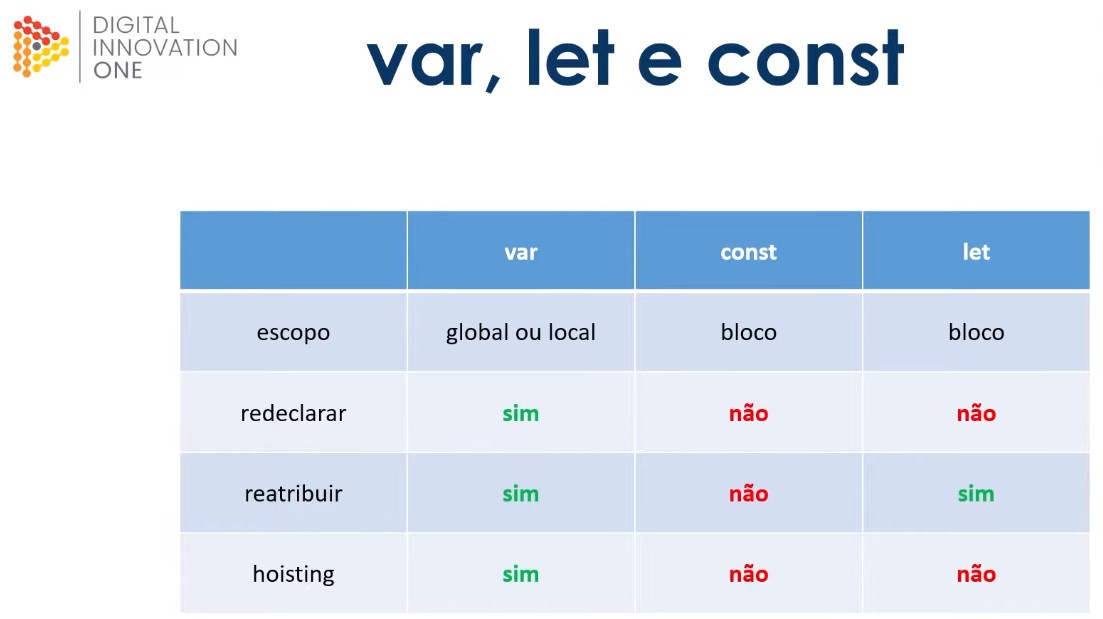 DIGITAL
INNOVATION
ONE
var, let e const
var const let
escopo global ou local bloco bloco
redeclarar sim não não
reatribuir sim não sim
hoisting sim não não